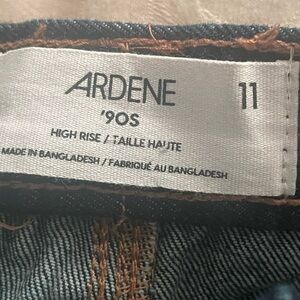 ARDENE
11
'90S
HIGH RISE / TAILLE HAUTE
MADE IN BANGLADESH / FABRIQUÉ AU BANGLADESH